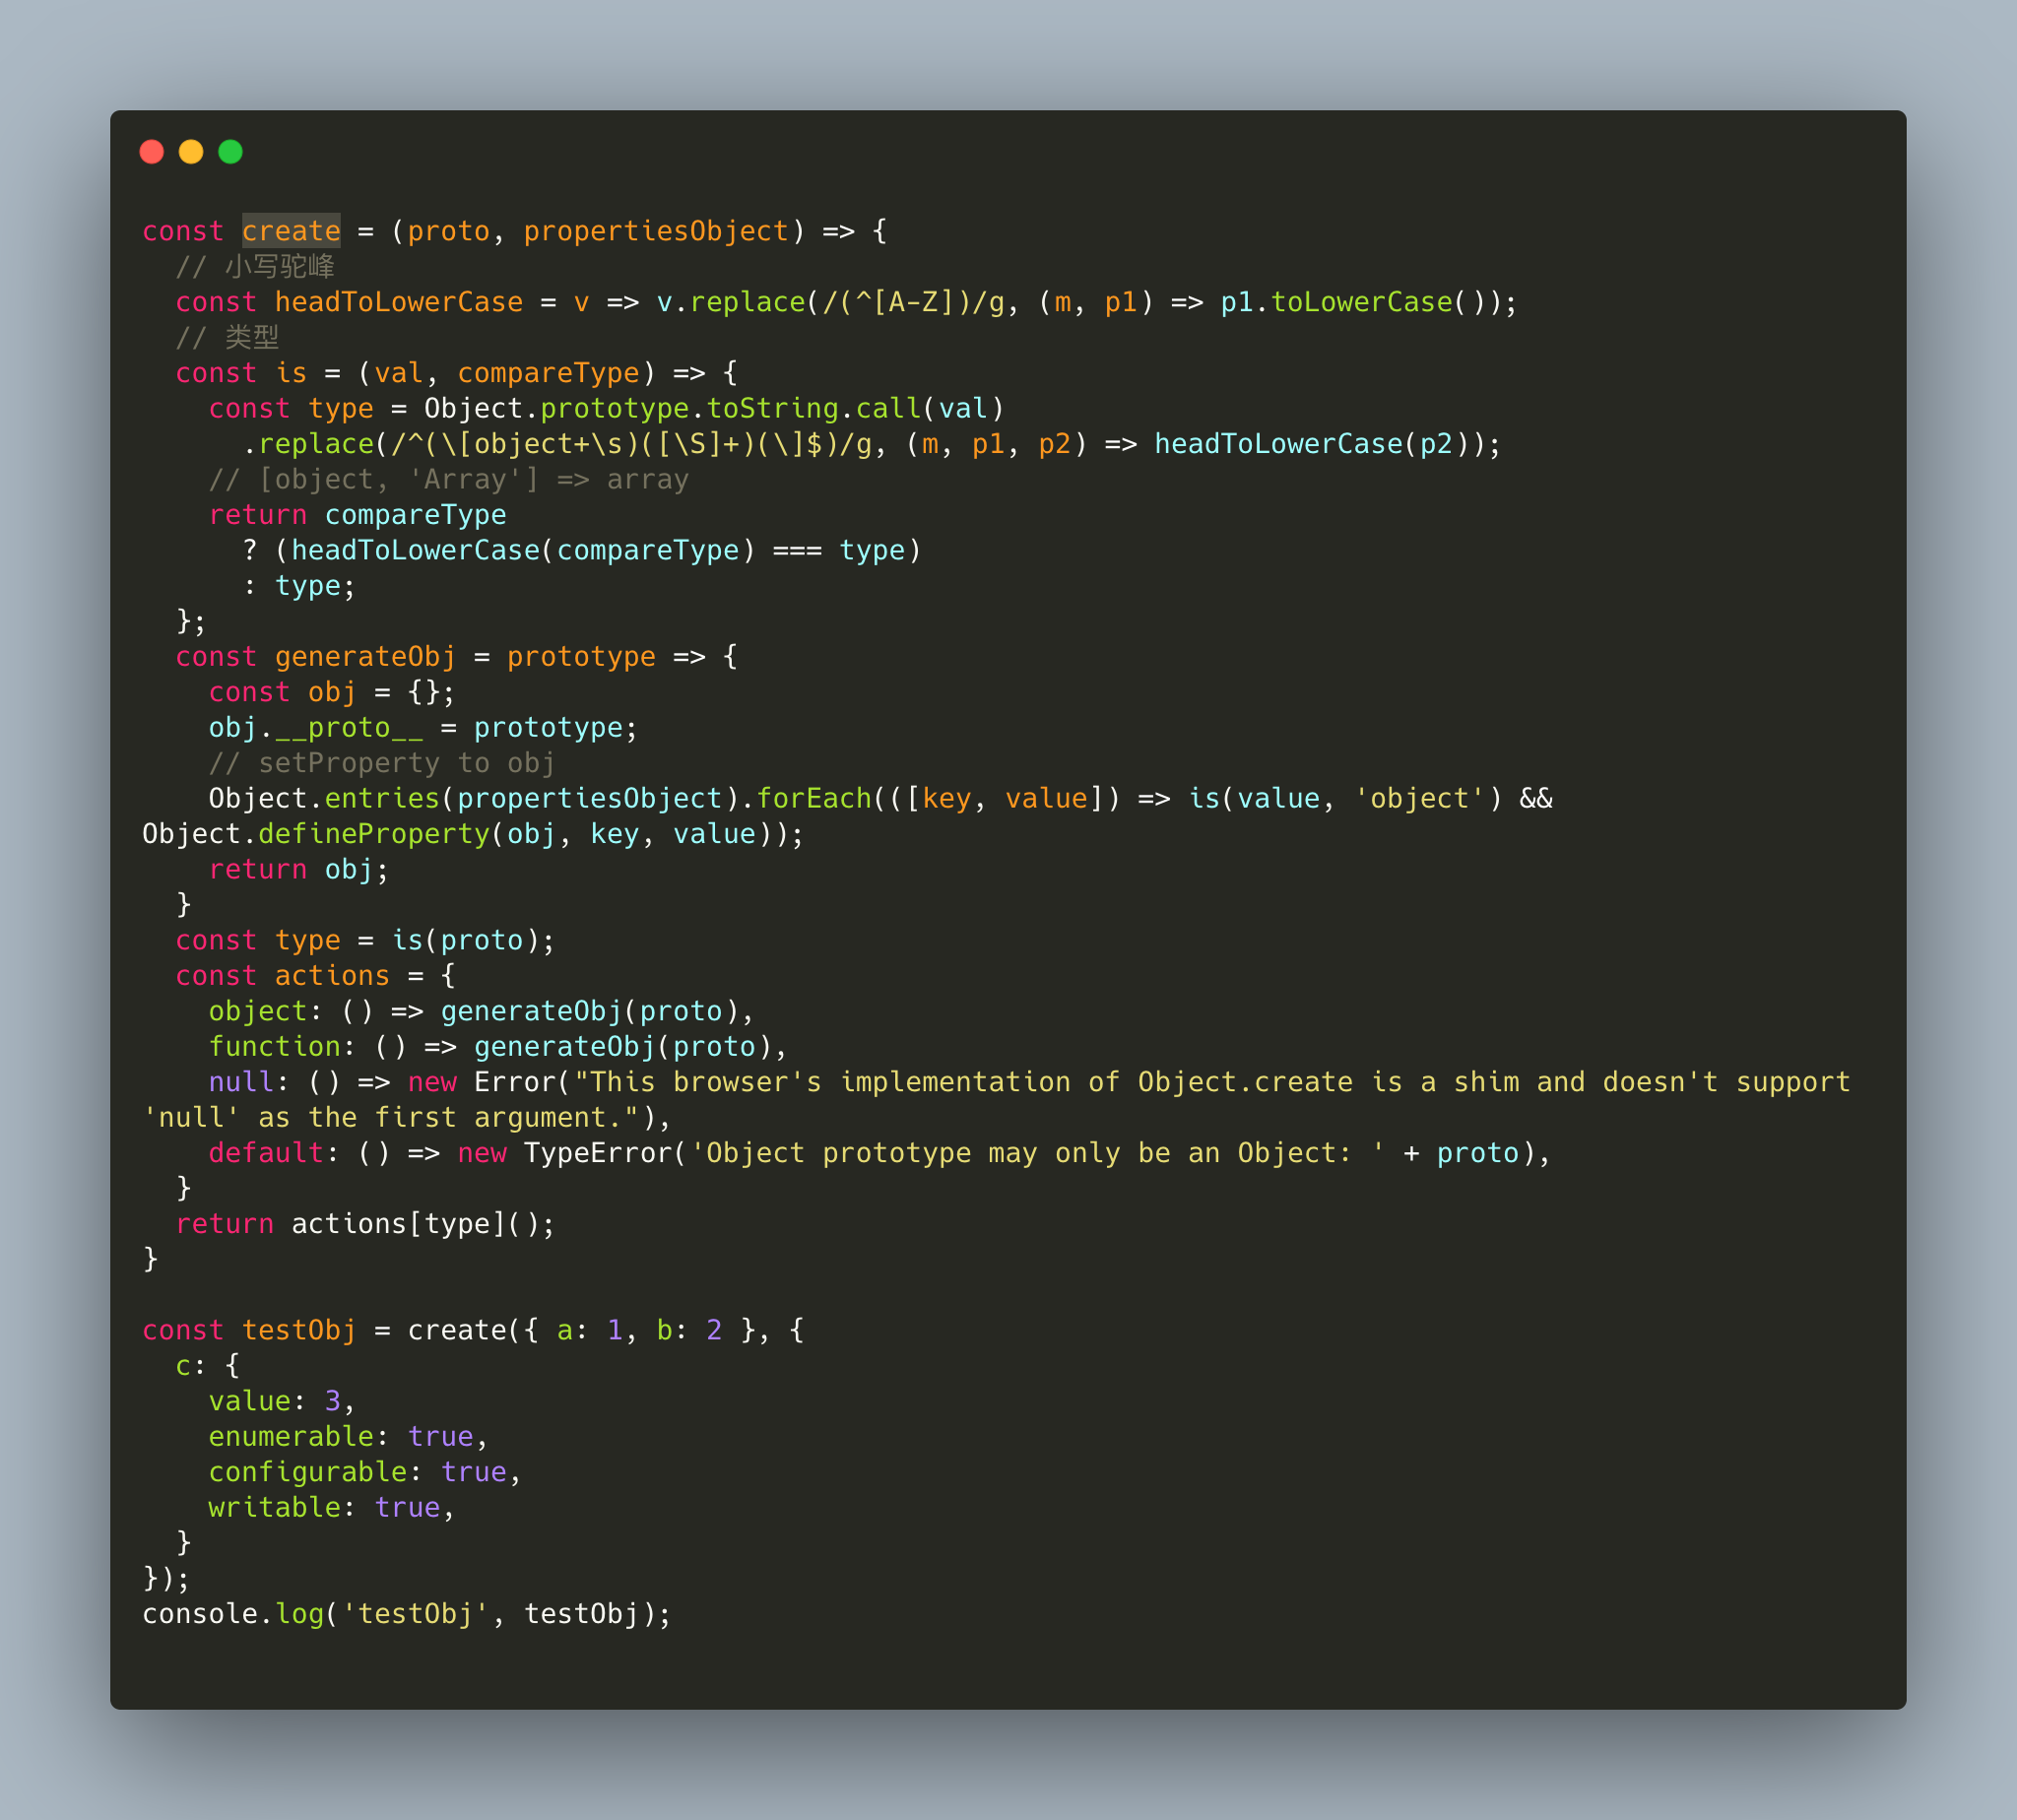 const create = (proto, propertiesObject) => {
  // 小写驼峰
  const headToLowerCase = v => v.replace(/(^[A-Z])/g, (m, p1) => p1.toLowerCase());
  // 类型
  const is = (val, compareType) => {
    const type = Object.prototype.toString.call(val)
      .replace(/^(\[object+\s)([\S]+)(\]$)/g, (m, p1, p2) => headToLowerCase(p2));
    // [object, 'Array'] => array
    return compareType
      ? (headToLowerCase(compareType) === type)
      : type;
  };
  const generateObj = prototype => {
    const obj = {};
    obj.__proto__ = prototype;
    // setProperty to obj
    Object.entries(propertiesObject).forEach(([key, value]) => is(value, 'object') &&
Object.defineProperty(obj, key, value));
    return obj;
  }
  const type = is(proto);
  const actions = {
    object: () => generateObj(proto),
    function: () => generateObj(proto),
    null: () => new Error("This browser's implementation of Object.create is a shim and doesn't support
'null' as the first argument."),
    default: () => new TypeError('Object prototype may only be an Object: ' + proto),
  }
  return actions[type]();
}

const testObj = create({ a: 1, b: 2 }, {
  c: {
    value: 3,
    enumerable: true,
    configurable: true,
    writable: true,
  }
});
console.log('testObj', testObj);